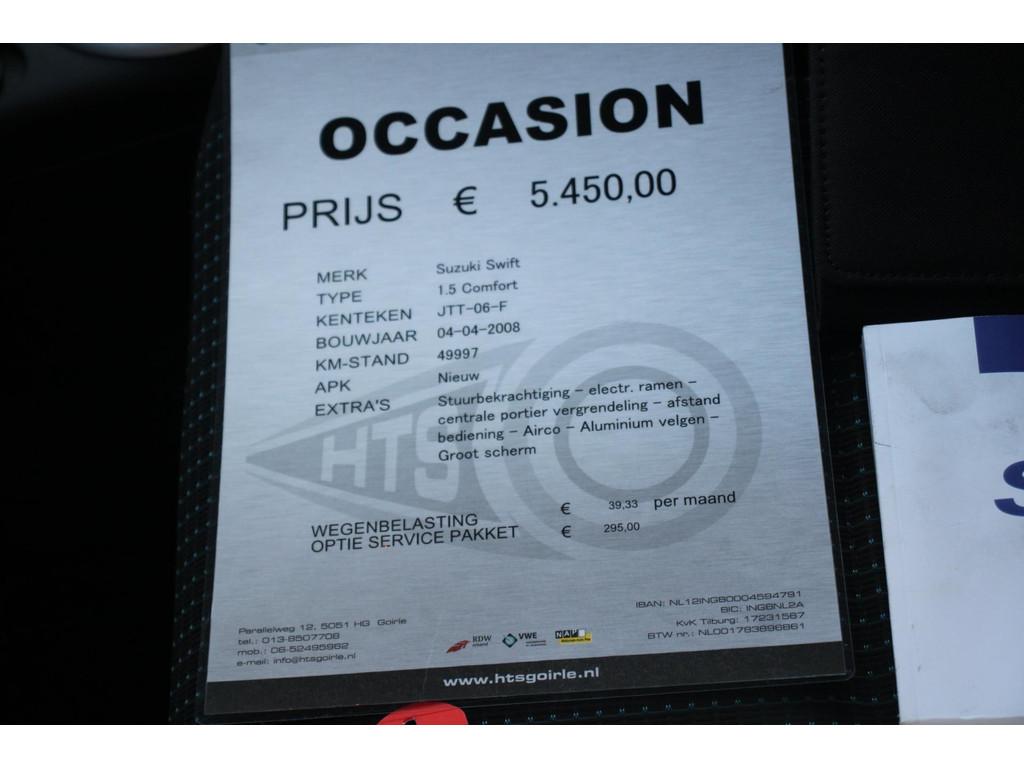 OCCASION
PRIJS € 5.450,00
MERK Suzuki Swift
TYPE 1.5 Comfort
KENTEKEN JTT-06-F
BOUWJAAR 04-04-2008
KM-STAND 49997
APK Nieuw
EXTRA'S Stuurbekrachtiging - electr. ramen -
centrale portier vergrendeling - afstand
bediening - Airco - Aluminium velgen -
Groot scherm
HTS
WEGENBELASTING € 39,33 per maand
OPTIE SERVICE PAKKET € 295,00
Parallelweg 12, 5051 HG Goirle
tel.: 013-8507708
mob.: 06-52495962
e-mail: info@htsgoirle.nl
RDW
VWE
NAP
IBAN: NL12INGB0004594791
BIC: INGBNL2A
KvK Tilburg: 17231567
BTW nr.: NL001783896B61
www.htsgoirle.nl
S